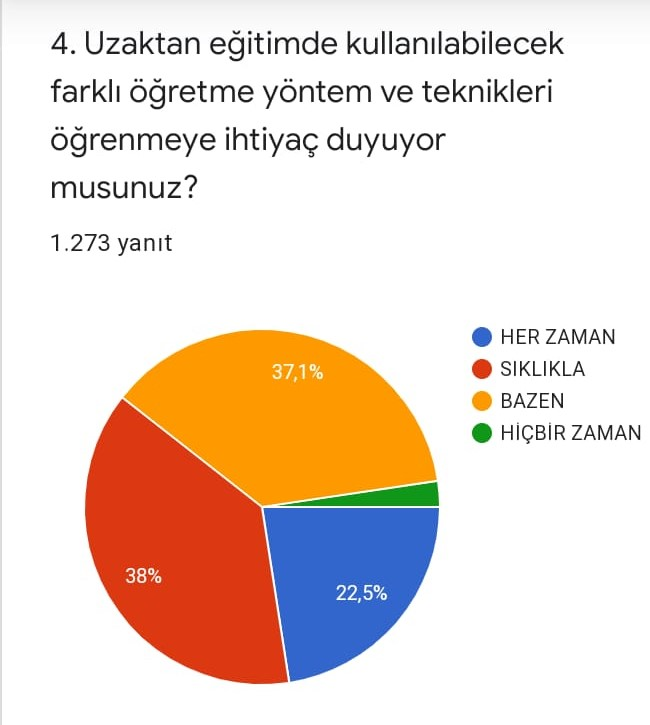 4. Uzaktan eğitimde kullanılabilecek
farklı öğretme yöntem ve teknikleri
öğrenmeye ihtiyaç duyuyor
musunuz?
1.273 yanıt
HER ZAMAN
SIKLIKLA
BAZEN
HİÇBİR ZAMAN
37,1%
38%
22,5%